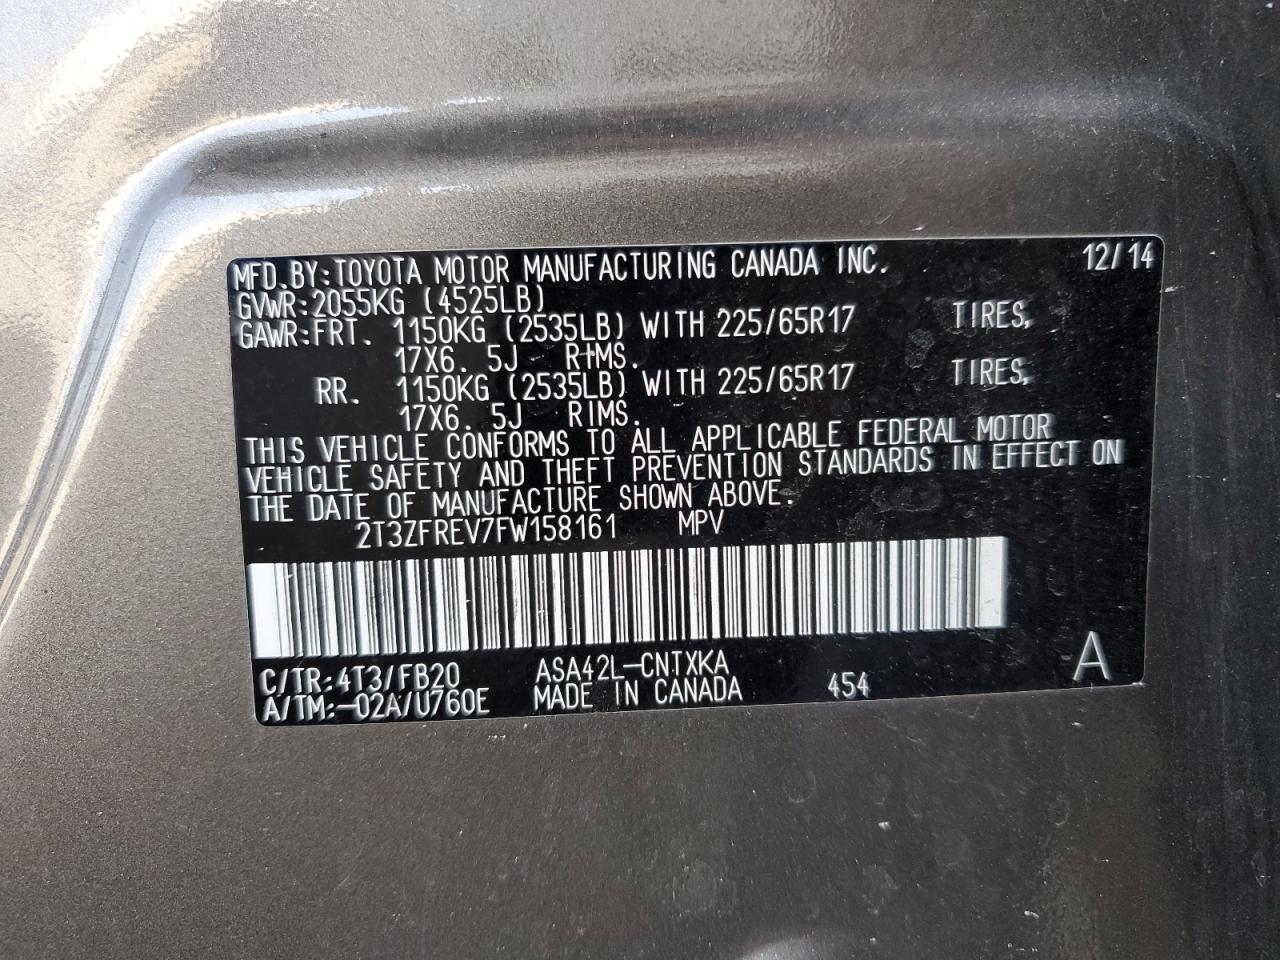 MFD.BY:TOYOTA MOTOR MANUFACTURING CANADA INC. 12/14
GVWR:2055KG (4525LB)
GAWR:FRT. 1150KG (2535LB) WITH 225/65R17 TIRES,
17X6. 5J RIMS.
RR. 1150KG (2535LB) WITH 225/65R17 TIRES,
17X6. 5J RIMS.
THIS VEHICLE CONFORMS TO ALL APPLICABLE FEDERAL MOTOR
VEHICLE SAFETY AND THEFT PREVENTION STANDARDS IN EFFECT ON
THE DATE OF MANUFACTURE SHOWN ABOVE.
2T3ZFREV7FW158161 MPV
C/TR:4T3/FB20 ASA42L-CNTXKA A
A/TM:-02A/U760E MADE IN CANADA 454